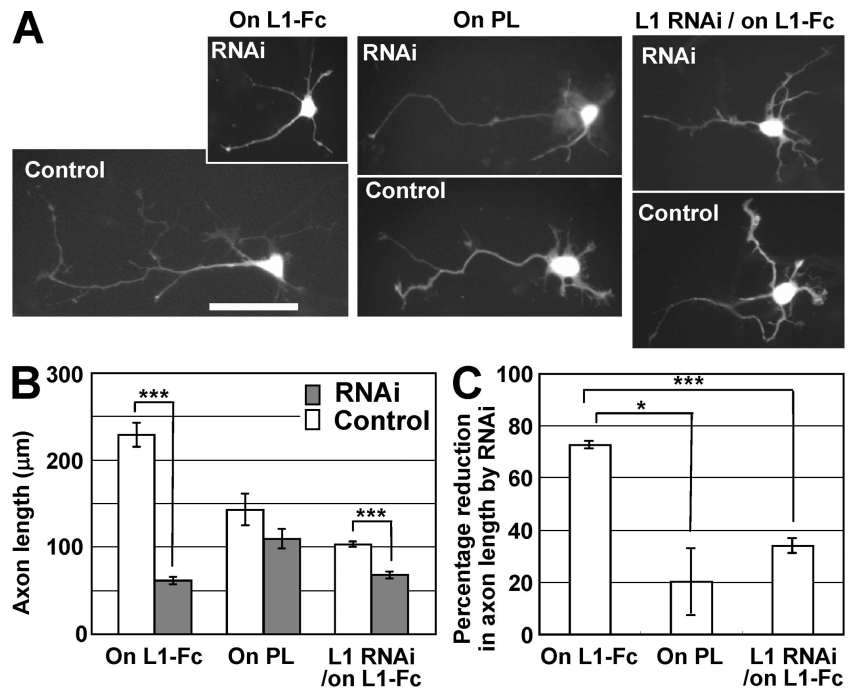 A
On L1-Fc
On PL
L1 RNAi / on L1-Fc
RNAi
RNAi
RNAi
Control
Control
Control
B
Axon length (µm)
300
200
100
0
***
***
RNAi
Control
On L1-Fc
On PL
L1 RNAi
/on L1-Fc
C
Percentage reduction
in axon length by RNAi
100
80
60
40
20
0
***
*
On L1-Fc
On PL
L1 RNAi
/on L1-Fc